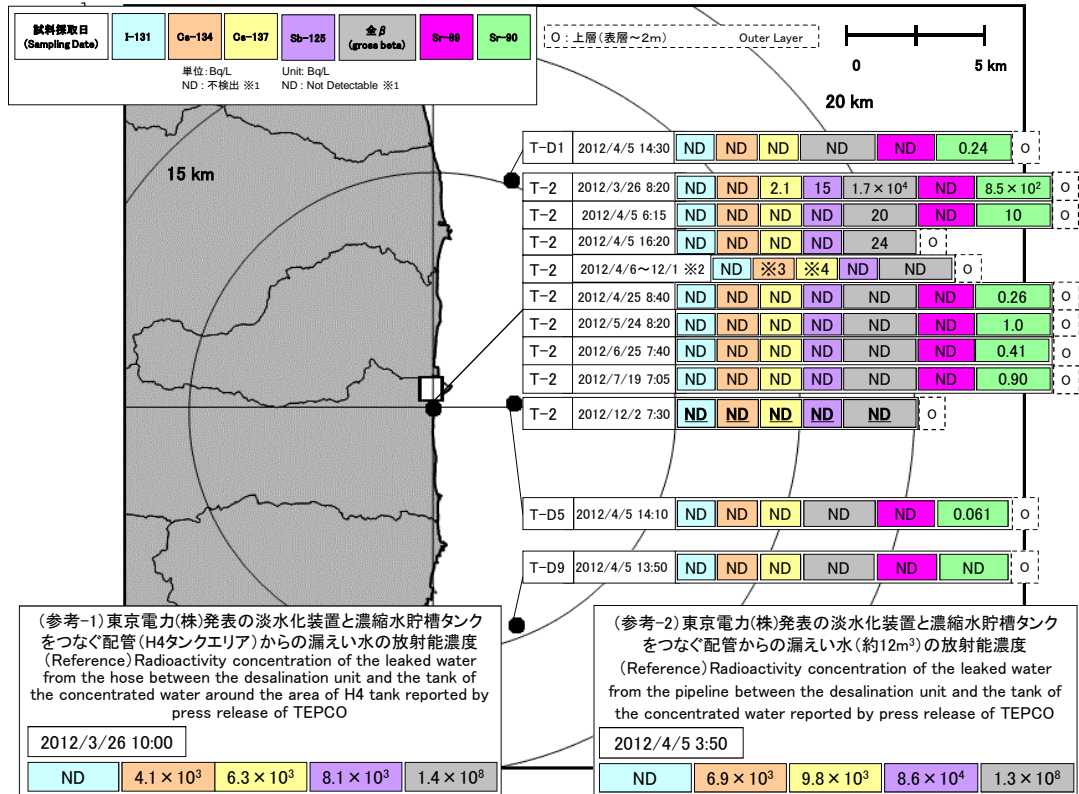 試料採取日
(Sampling Date)
I-131
Cs-134
Cs-137
Sb-125
全β
(gross beta)
Sr-89
Sr-90
単位:Bq/L
ND : 不検出 ※1
Unit: Bq/L
ND : Not Detectable ※1
O : 上層(表層～2m) Outer Layer
0 5 km
20 km
15 km
T-D1 2012/4/5 14:30 ND ND ND ND ND 0.24 O
T-2 2012/3/26 8:20 ND ND 2.1 15 1.7×10⁴ ND 8.5×10² O
T-2 2012/4/5 6:15 ND ND ND ND 20 ND 10 O
T-2 2012/4/5 16:20 ND ND ND ND 24 O
T-2 2012/4/6～12/1 ※2 ND ※3 ※4 ND ND O
T-2 2012/4/25 8:40 ND ND ND ND ND ND 0.26 O
T-2 2012/5/24 8:20 ND ND ND ND ND ND 1.0 O
T-2 2012/6/25 7:40 ND ND ND ND ND ND 0.41 O
T-2 2012/7/19 7:05 ND ND ND ND ND ND 0.90 O
T-2 2012/12/2 7:30 ND ND ND ND ND O
T-D5 2012/4/5 14:10 ND ND ND ND ND 0.061 O
T-D9 2012/4/5 13:50 ND ND ND ND ND ND O
(参考-1)東京電力(株)発表の淡水化装置と濃縮水貯槽タンク
をつなぐ配管(H4タンクエリア)からの漏えい水の放射能濃度
(Reference)Radioactivity concentration of the leaked water
from the hose between the desalination unit and the tank of
the concentrated water around the area of H4 tank reported by
press release of TEPCO
2012/3/26 10:00
ND 4.1×10³ 6.3×10³ 8.1×10³ 1.4×10⁸
(参考-2)東京電力(株)発表の淡水化装置と濃縮水貯槽タンク
をつなぐ配管からの漏えい水(約12m³)の放射能濃度
(Reference)Radioactivity concentration of the leaked water
from the pipeline between the desalination unit and the tank of
the concentrated water reported by press release of TEPCO
2012/4/5 3:50
ND 6.9×10³ 9.8×10³ 8.6×10⁴ 1.3×10⁸